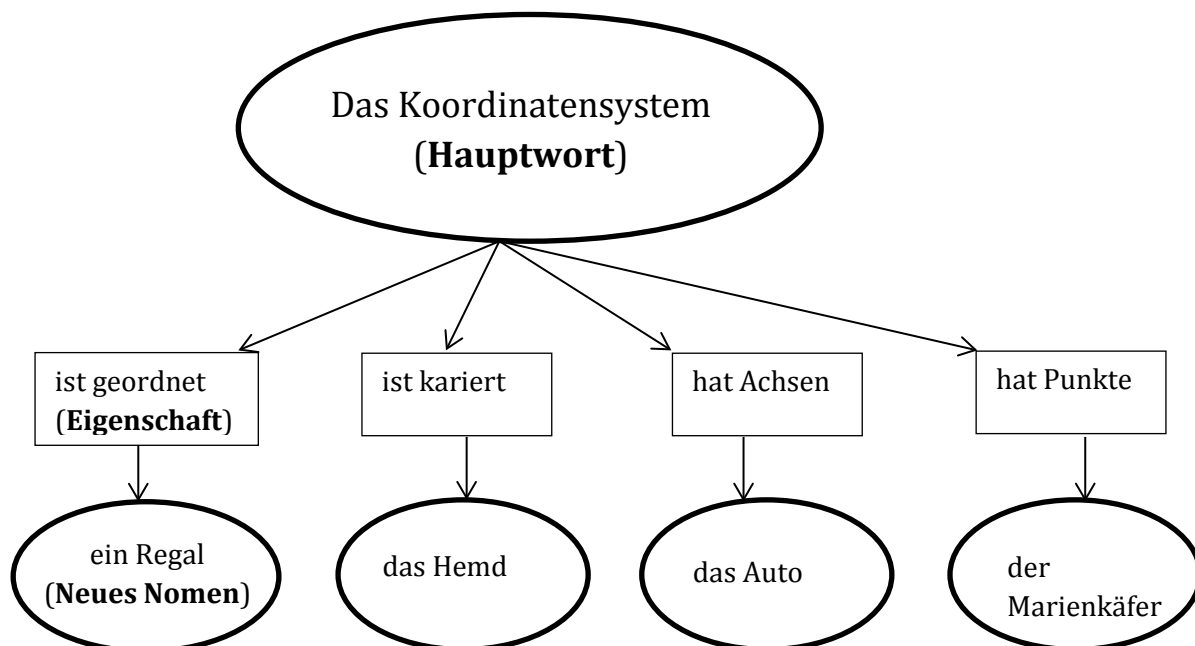 Das Koordinatensystem
(Hauptwort)
ist geordnet
(Eigenschaft)
ist kariert
hat Achsen
hat Punkte
ein Regal
(Neues Nomen)
das Hemd
das Auto
der
Marienkäfer